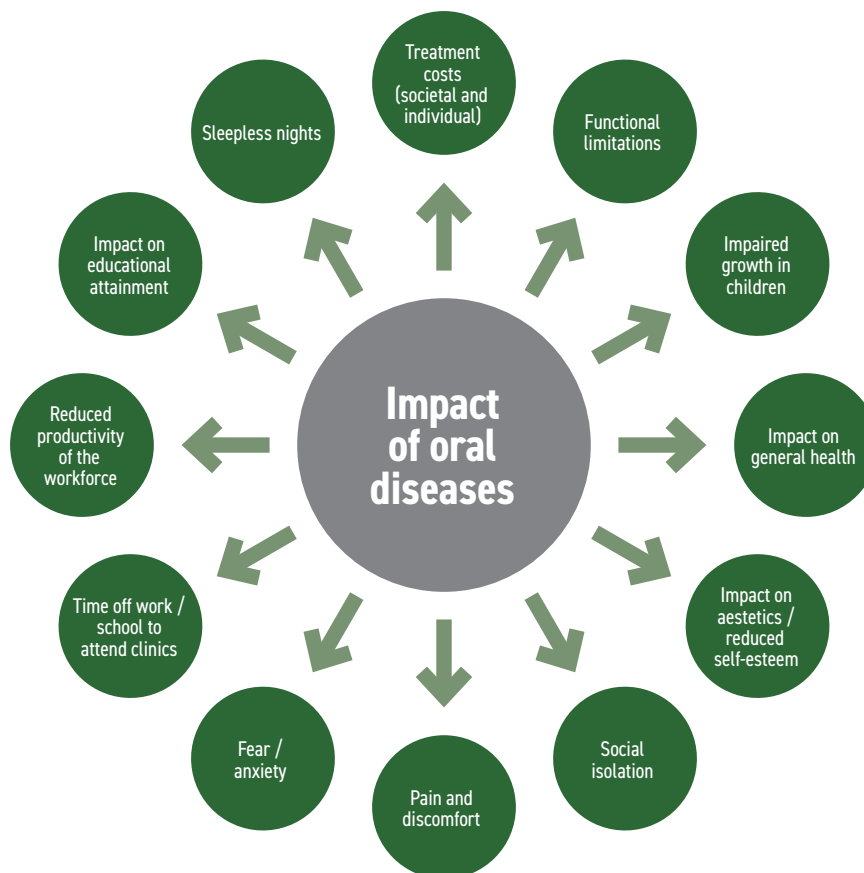 Impact
of oral
diseases
Treatment
costs
(societal and
individual)
Functional
limitations
Impaired
growth in
children
Impact on
general health
Impact on
aestetics /
reduced
self-esteem
Social
isolation
Pain and
discomfort
Fear /
anxiety
Time off work /
school to
attend clinics
Reduced
productivity
of the
workforce
Impact on
educational
attainment
Sleepless nights